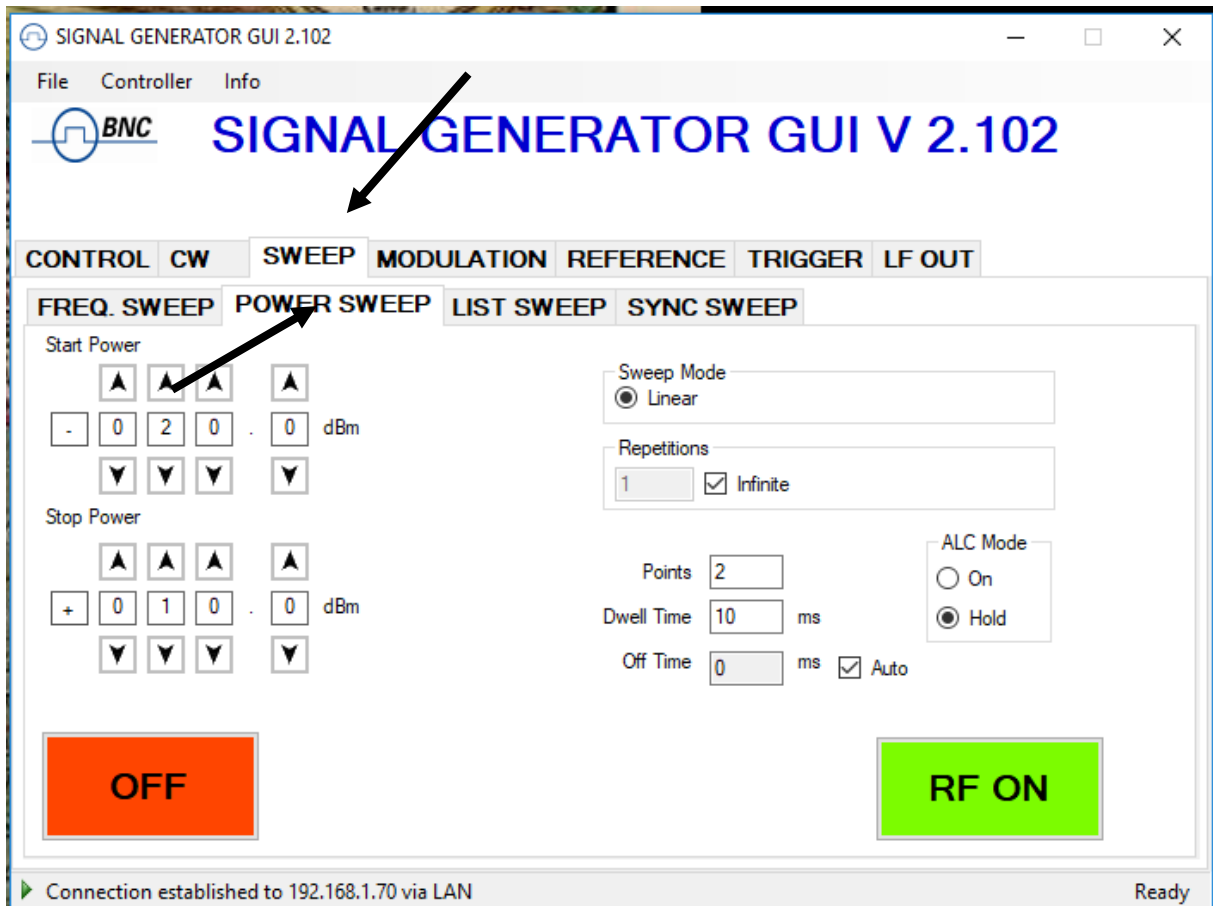 SIGNAL GENERATOR GUI 2.102
File Controller Info
BNC SIGNAL GENERATOR GUI V 2.102
CONTROL CW SWEEP MODULATION REFERENCE TRIGGER LF OUT
FREQ. SWEEP POWER SWEEP LIST SWEEP SYNC SWEEP
Start Power
- 0 2 0 . 0 dBm
Stop Power
+ 0 1 0 . 0 dBm
Sweep Mode
Linear
Repetitions
1 Infinite
Points 2
Dwell Time 10 ms
Off Time 0 ms Auto
ALC Mode
On
Hold
OFF
RF ON
Connection established to 192.168.1.70 via LAN Ready